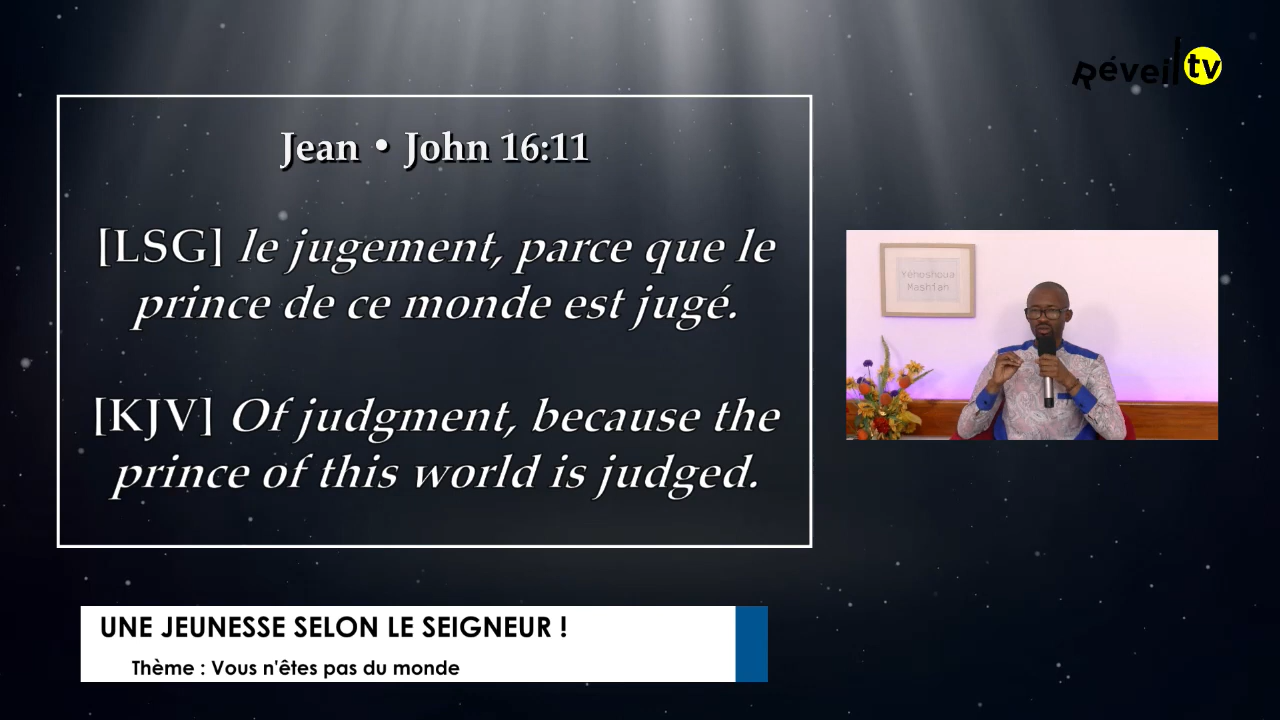 Réveil tv
Jean • John 16:11
[LSG] le jugement, parce que le
prince de ce monde est jugé.
[KJV] Of judgment, because the
prince of this world is judged.
Yéhoshoua
Mashiah
UNE JEUNESSE SELON LE SEIGNEUR !
Thème : Vous n'êtes pas du monde